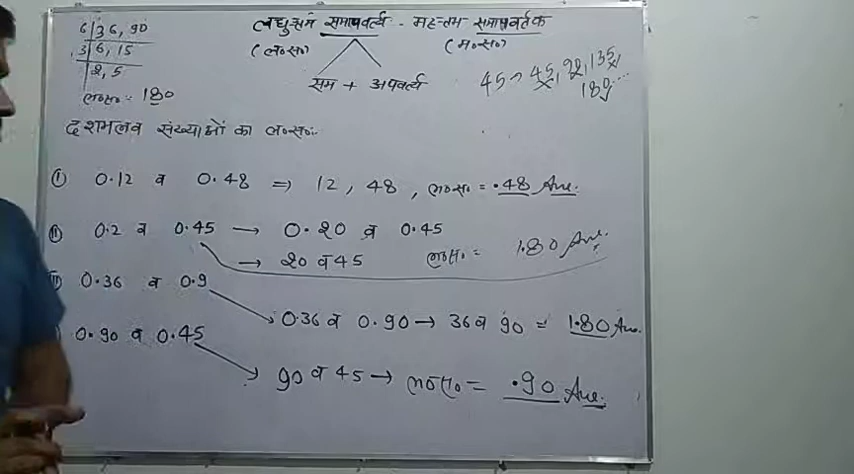 लघुत्तम समापवर्त्य - महत्तम समापवर्तक
(ल०स०) (म०स०)
सम + अपवर्त्य
6 | 36, 90
3 | 6, 15
2, 5
ल०स० = 180
45 → 45, 90, 135, 180...
दशमलव संख्याओं का ल०स०:-
(i) 0.12 व 0.48 ⇒ 12, 48, ल०स० = .48 Ans.
(ii) 0.2 व 0.45 → 0.20 व 0.45
→ 20 व 45 ल०स० = 1.80 Ans.
0.36 व 0.9
0.36 व 0.90 → 36 व 90 = 1.80 Ans.
0.90 व 0.45
90 व 45 → ल०स० = .90 Ans.